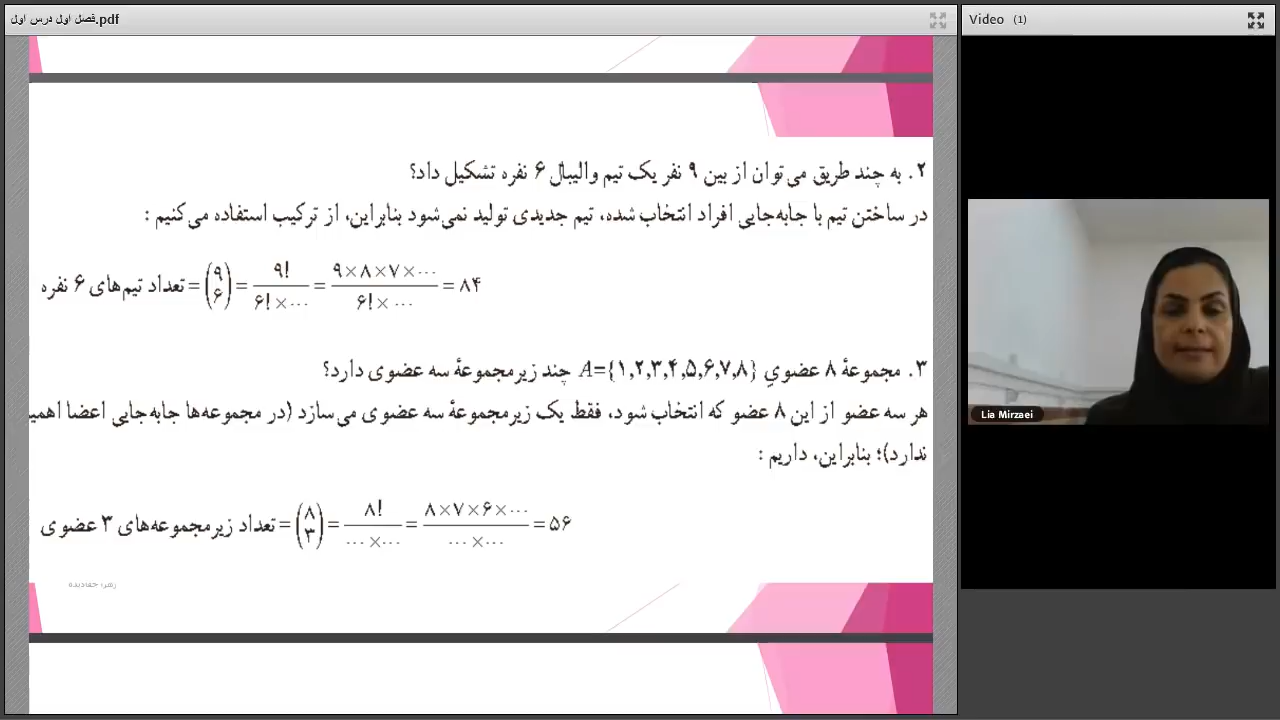 فصل اول درس اول.pdf
Video (1)
۲. به چند طریق می‌توان از بین ۹ نفر یک تیم والیبال ۶ نفره تشکیل داد؟
در ساختن تیم با جابه‌جایی افراد انتخاب شده، تیم جدیدی تولید نمی‌شود بنابراین، از ترکیب استفاده می‌کنیم :
تعداد تیم‌های ۶ نفره = (۹ ۶) = ۹! / ۶! × ... = ۹×۸×۷×... / ۶! × ... = ۸۴
۳. مجموعهٔ ۸ عضویِ A={۱,۲,۳,۴,۵,۶,۷,۸} چند زیرمجموعهٔ سه عضوی دارد؟
هر سه عضو از این ۸ عضو که انتخاب شود، فقط یک زیرمجموعهٔ سه عضوی می‌سازد (در مجموعه‌ها جابه‌جایی اعضا اهمی
ندارد)؛ بنابراین، داریم :
تعداد زیرمجموعه‌های ۳ عضوی = (۸ ۳) = ۸! / ... × ... = ۸×۷×۶×... / ... × ... = ۵۶
Lia Mirzaei